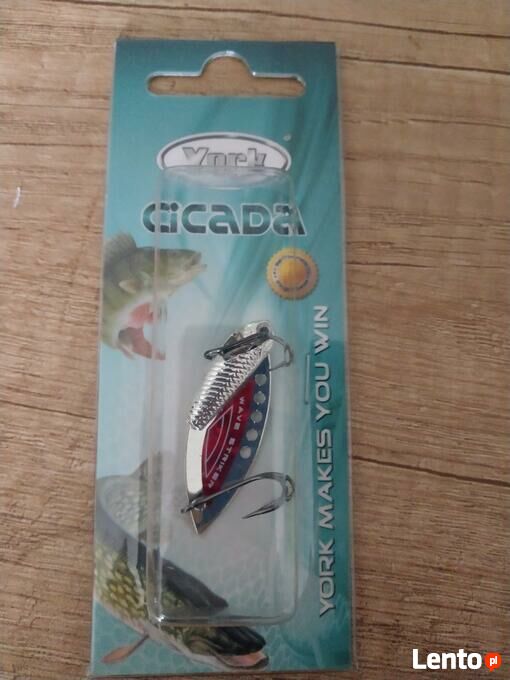 York
®
CICADA
WAVE STRIKER
YORK MAKES YOU WIN
Lento pl